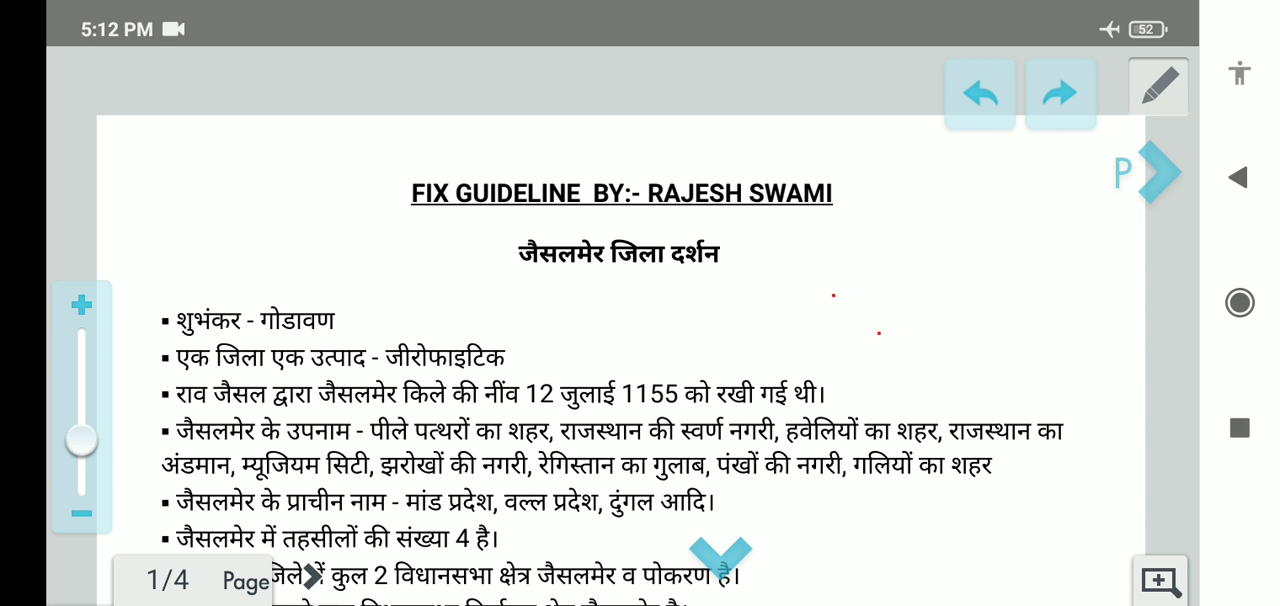 5:12 PM
52
P
FIX GUIDELINE BY:- RAJESH SWAMI
जैसलमेर जिला दर्शन
▪ शुभंकर - गोडावण
▪ एक जिला एक उत्पाद - जीरोफाइटिक
▪ राव जैसल द्वारा जैसलमेर किले की नींव 12 जुलाई 1155 को रखी गई थी।
▪ जैसलमेर के उपनाम - पीले पत्थरों का शहर, राजस्थान की स्वर्ण नगरी, हवेलियों का शहर, राजस्थान का
अंडमान, म्यूजियम सिटी, झरोखों की नगरी, रेगिस्तान का गुलाब, पंखों की नगरी, गलियों का शहर
▪ जैसलमेर के प्राचीन नाम - मांड प्रदेश, वल्ल प्रदेश, दुंगल आदि।
▪ जैसलमेर में तहसीलों की संख्या 4 है।
कुल 2 विधानसभा क्षेत्र जैसलमेर व पोकरण है।
1/4 Page